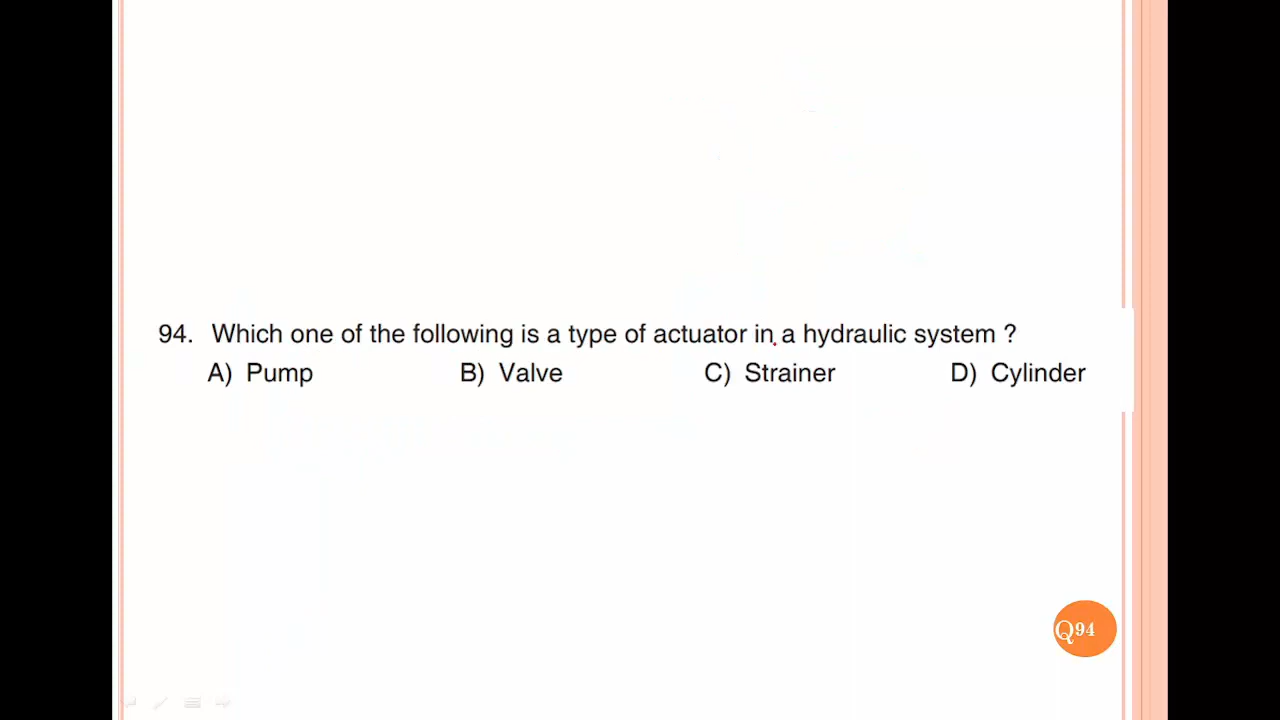 94. Which one of the following is a type of actuator in a hydraulic system ?
A) Pump B) Valve C) Strainer D) Cylinder
Q94